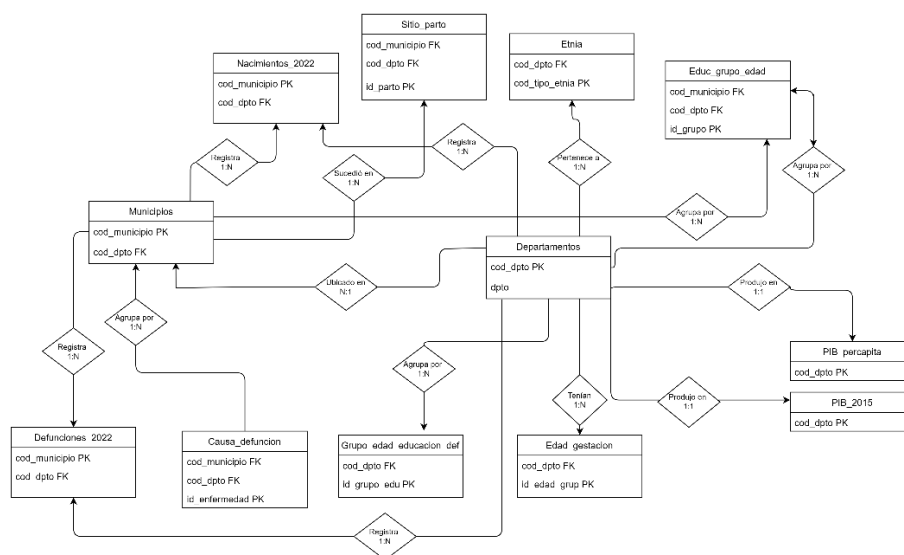 Sitio_parto
cod_municipio FK
cod_dpto FK
id_parto PK
Etnia
cod_dpto FK
cod_tipo_etnia PK
Nacimientos_2022
cod_municipio PK
cod_dpto FK
Educ_grupo_edad
cod_municipio FK
cod_dpto FK
id_grupo PK
Registra
1:N
Sucedió en
1:N
Registra
1:N
Pertenece a
1:N
Agrupa por
1:N
Agrupa por
1:N
Municipios
cod_municipio PK
cod_dpto FK
Departamentos
cod_dpto PK
dpto
Ubicado en
N:1
Produjo en
1:1
Agrupa por
1:N
Registra
1:N
Agrupa por
1:N
Tenían
1:N
Produjo en
1:1
PIB_percapita
cod_dpto PK
PIB_2015
cod_dpto PK
Defunciones_2022
cod_municipio PK
cod_dpto FK
Causa_defuncion
cod_municipio FK
cod_dpto FK
id_enfermedad PK
Grupo_edad_educacion_def
cod_dpto FK
id_grupo_edu PK
Edad_gestacion
cod_dpto FK
id_edad_grup PK
Registra
1:N